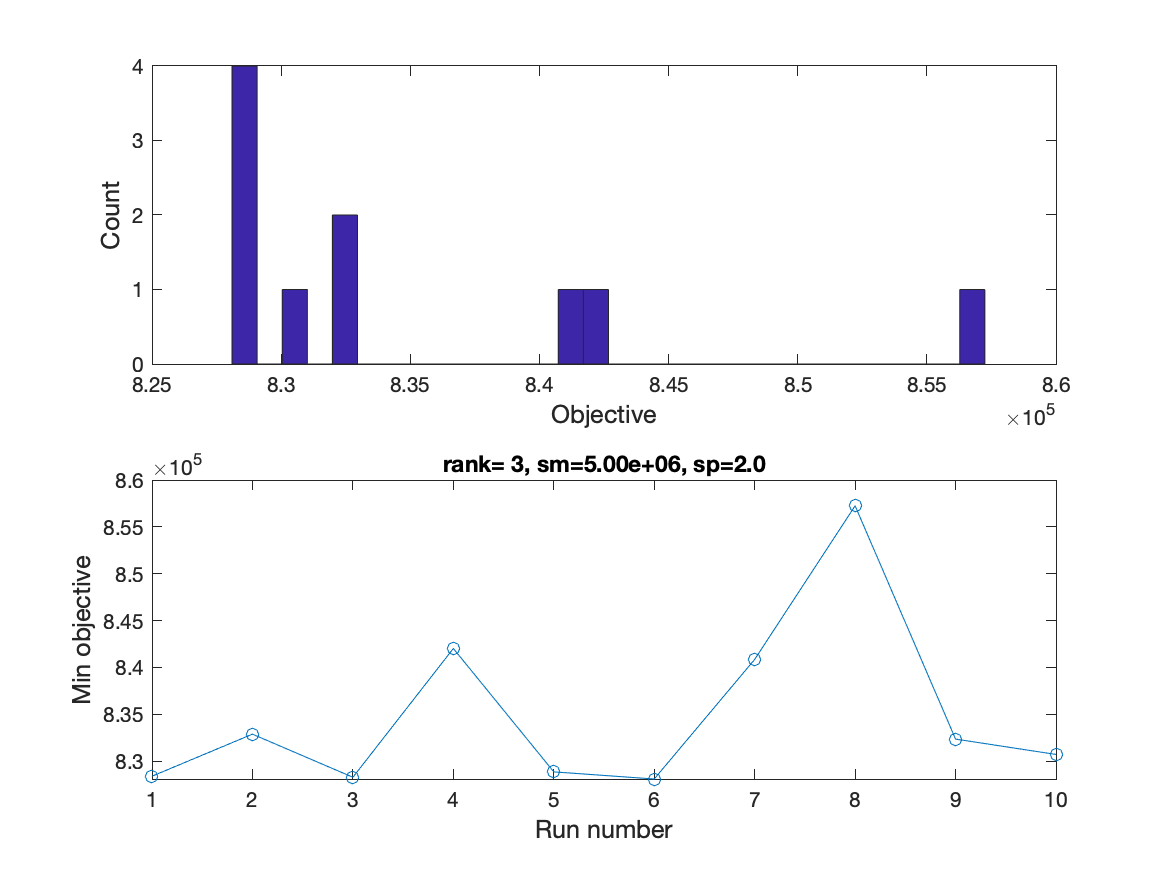 4
3
2
1
0
Count
8.25 8.3 8.35 8.4 8.45 8.5 8.55 8.6
Objective
×10^5
×10^5
rank= 3, sm=5.00e+06, sp=2.0
8.6
8.55
8.5
8.45
8.4
8.35
8.3
Min objective
1 2 3 4 5 6 7 8 9 10
Run number